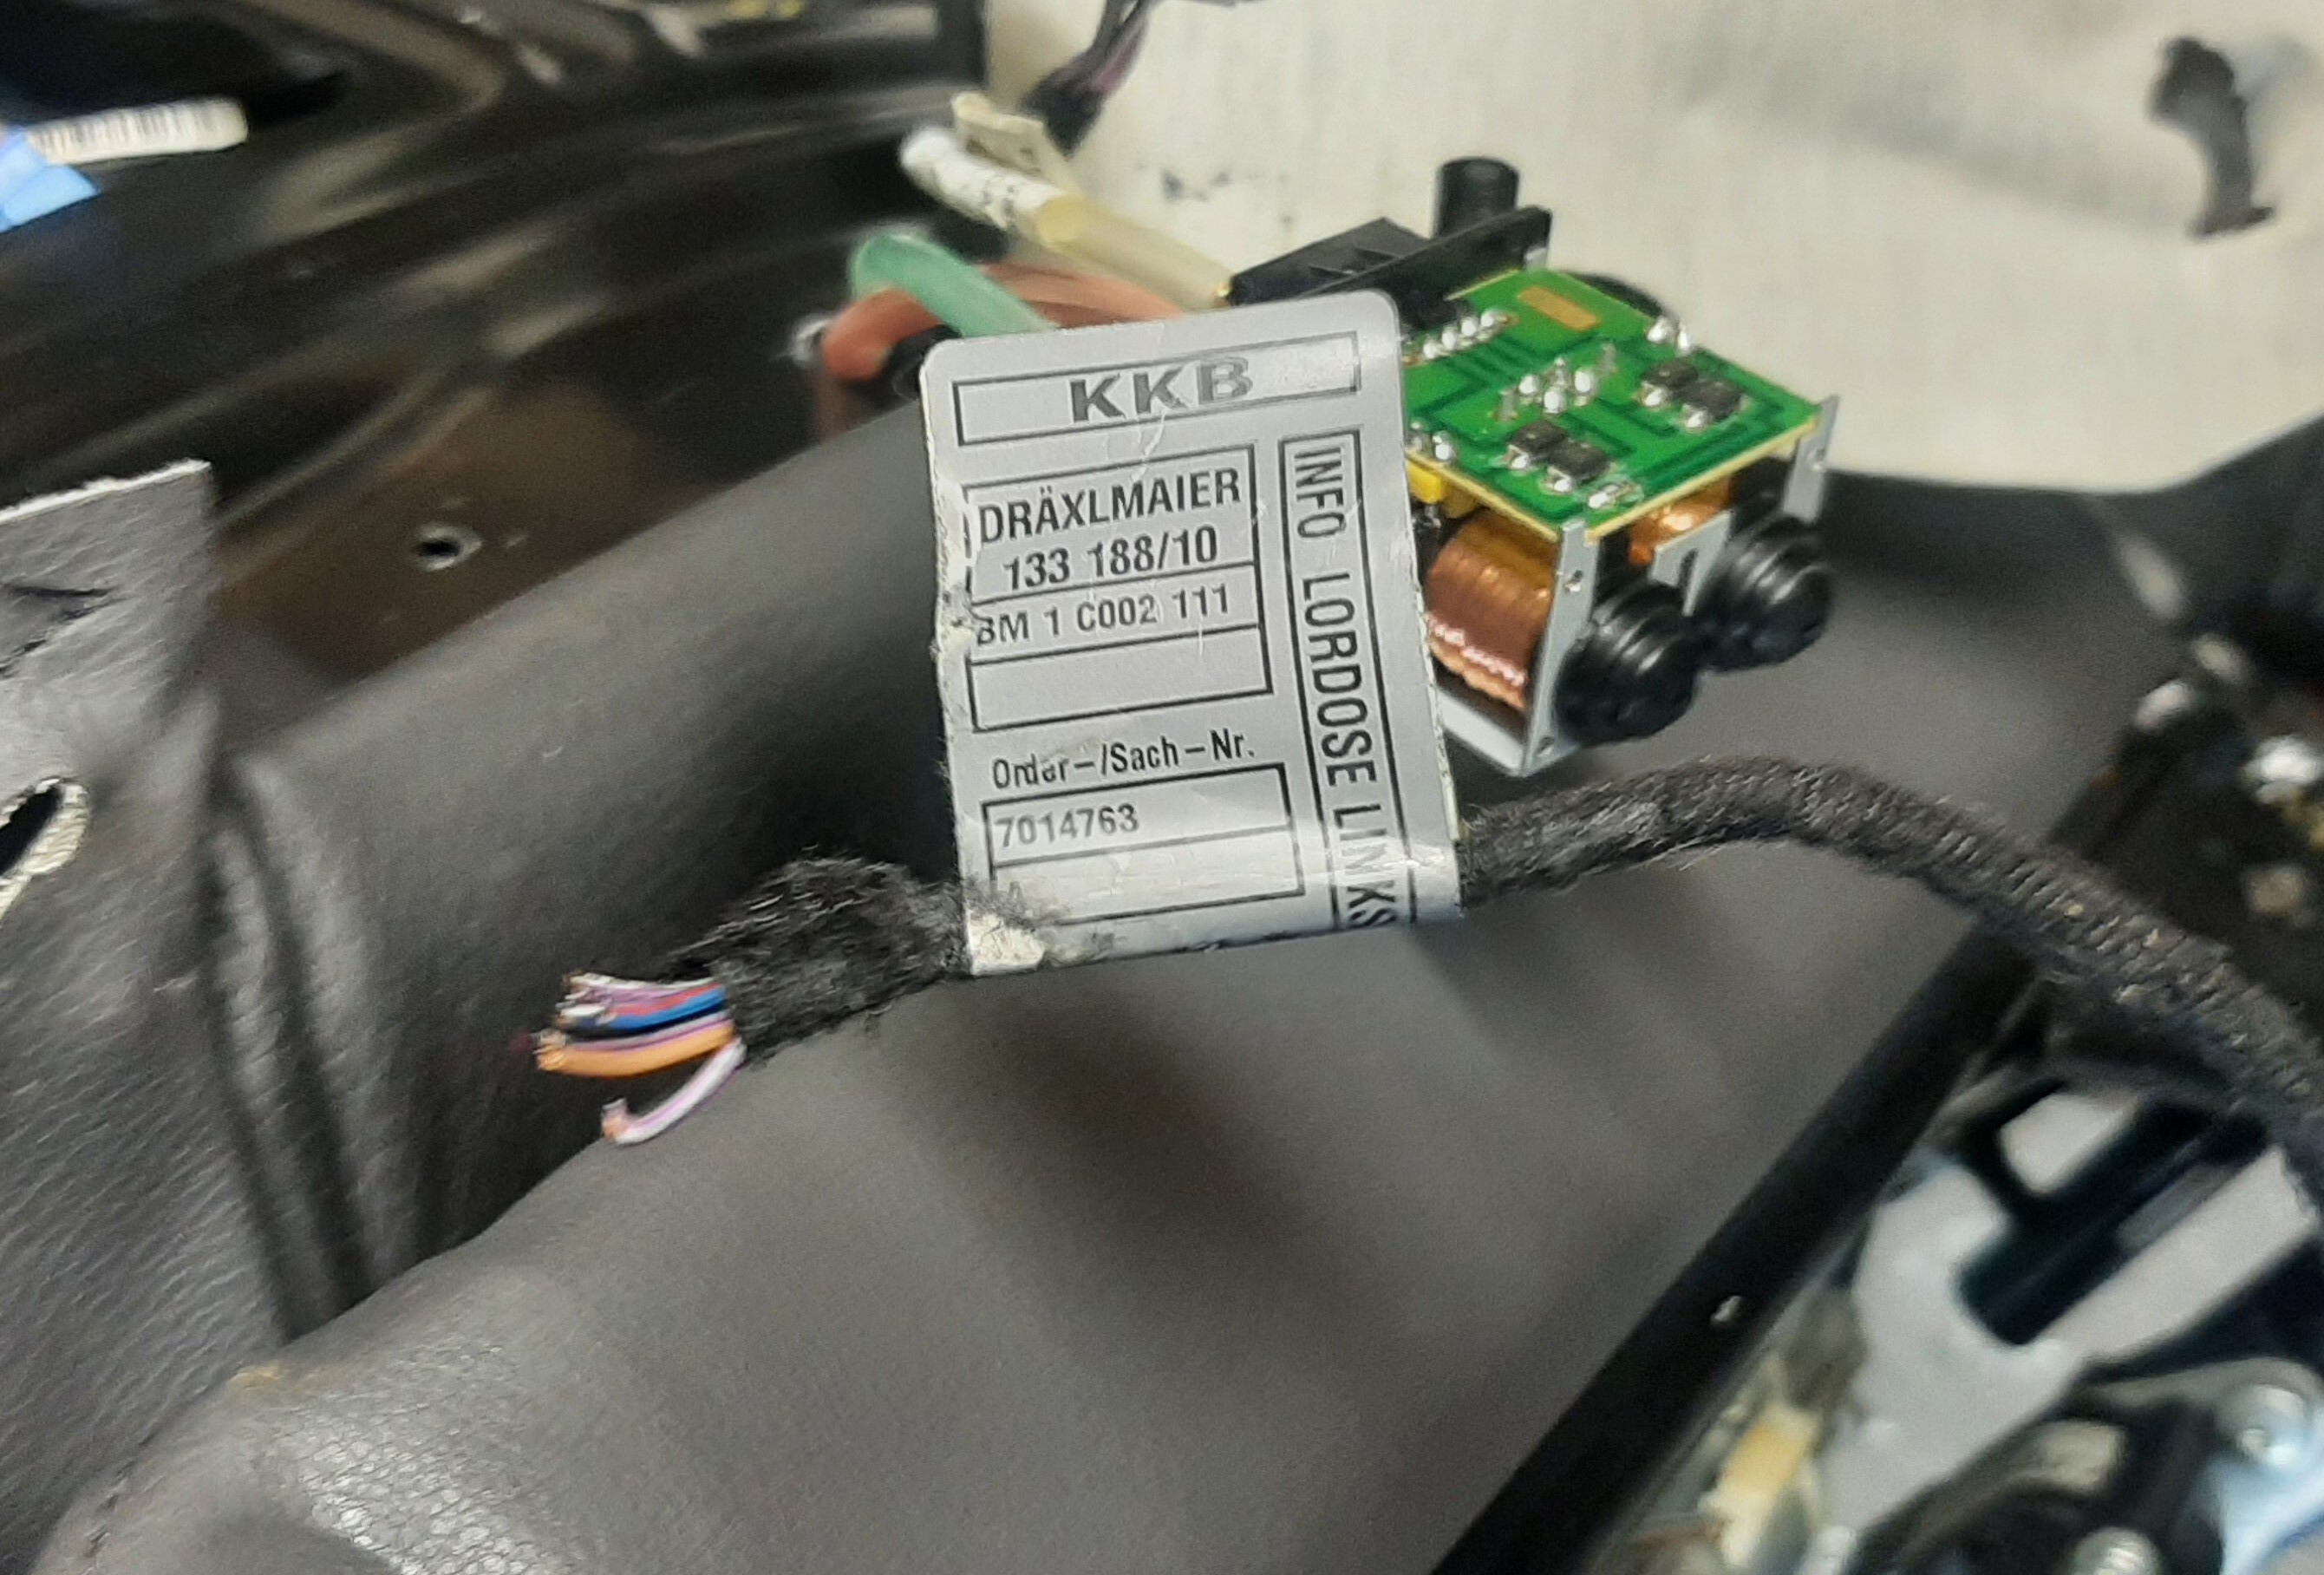 KKB
DRÄXLMAIER
133 188/10
BM 1 C002 111
Order-/Sach-Nr.
7014763
A
INFO LORDOSE LINKS